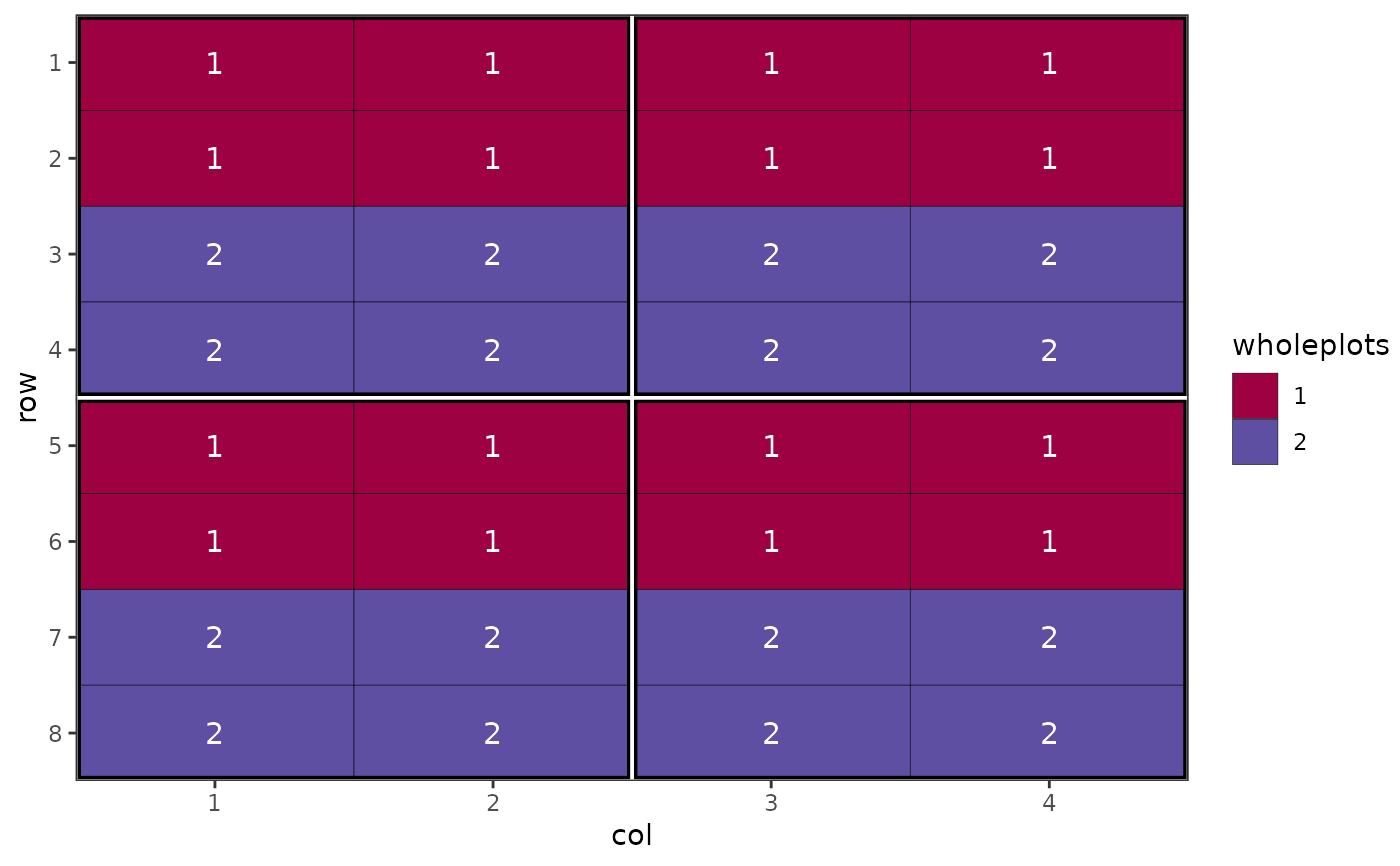 1 1 1 1 1
2 1 1 1 1
3 2 2 2 2
4 2 2 2 2
row
5 1 1 1 1
6 1 1 1 1
7 2 2 2 2
8 2 2 2 2
1 2 3 4
col
wholeplots
1
2